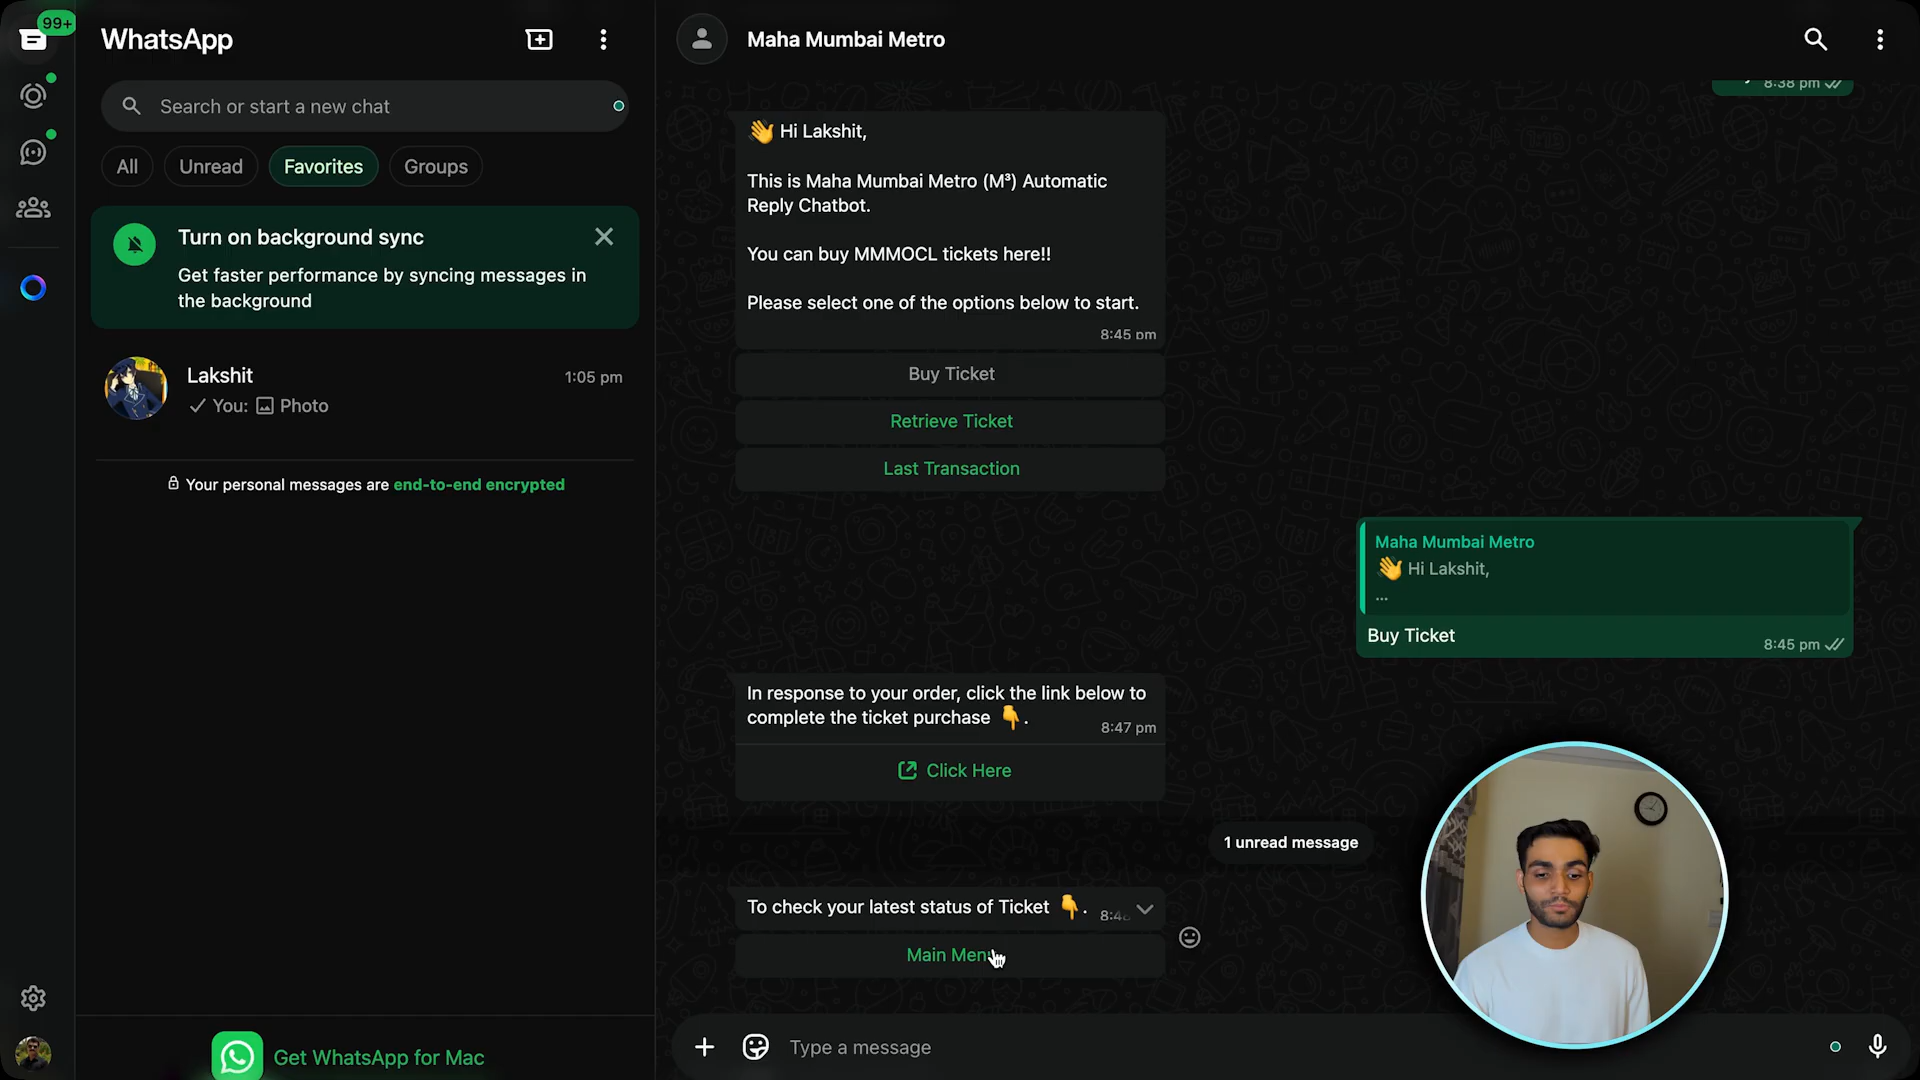 99+
WhatsApp
Search or start a new chat
All
Unread
Favorites
Groups
Turn on background sync
Get faster performance by syncing messages in
the background
Lakshit
1:05 pm
You: Photo
Your personal messages are end-to-end encrypted
Get WhatsApp for Mac
Maha Mumbai Metro
8:38 pm
👋 Hi Lakshit,
This is Maha Mumbai Metro (M³) Automatic
Reply Chatbot.
You can buy MMMOCL tickets here!!
Please select one of the options below to start.
8:45 pm
Buy Ticket
Retrieve Ticket
Last Transaction
Maha Mumbai Metro
👋 Hi Lakshit,
...
Buy Ticket
8:45 pm
In response to your order, click the link below to
complete the ticket purchase 👇.
8:47 pm
Click Here
1 unread message
To check your latest status of Ticket 👇.
Main
Type a message